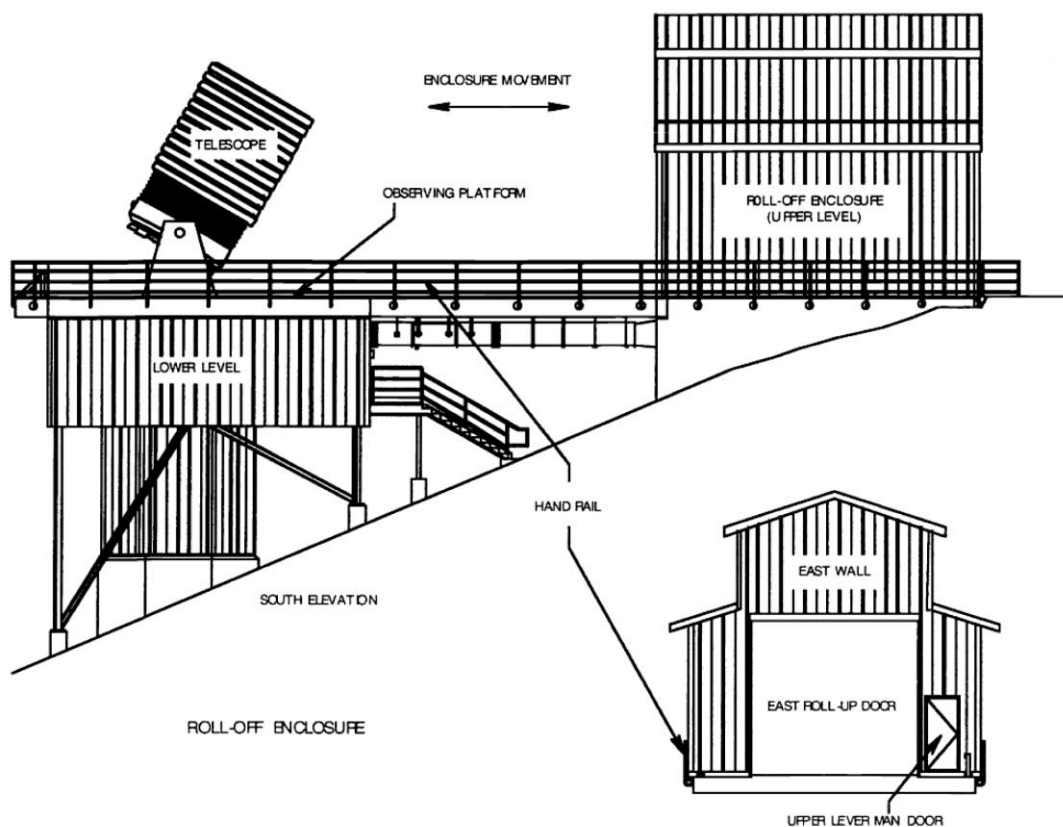 ENCLOSURE MOVEMENT
TELESCOPE
OBSERVING PLATFORM
ROLL-OFF ENCLOSURE
(UPPER LEVEL)
LOWER LEVEL
HAND RAIL
EAST WALL
SOUTH ELEVATION
EAST ROLL-UP DOOR
ROLL-OFF ENCLOSURE
UPPER LEVER MAN DOOR